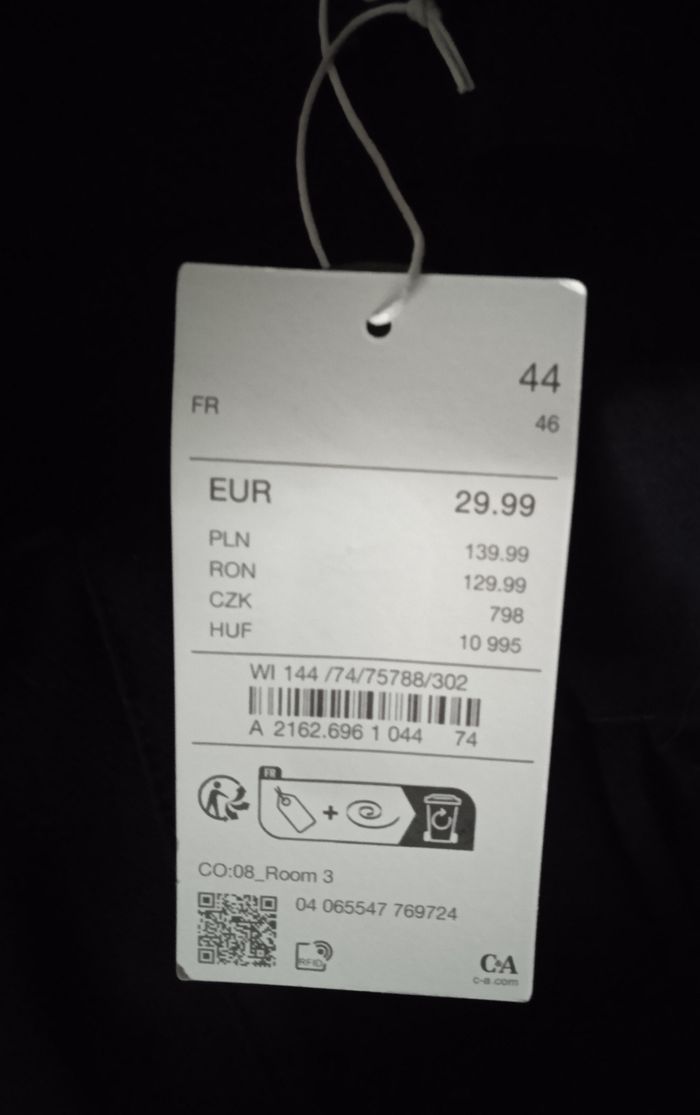 44
FR 46
EUR 29.99
PLN 139.99
RON 129.99
CZK 798
HUF 10 995
WI 144 /74/75788/302
A 2162.696 1 044 74
FR
+
CO:08_Room 3
04 065547 769724
RFID
C&A
c-a.com